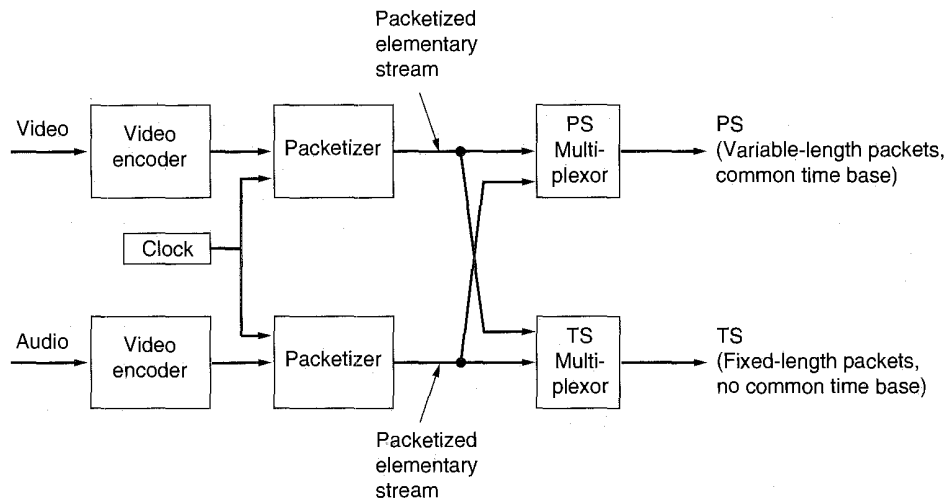 Packetized
elementary
stream
Video
Video
encoder
Packetizer
PS
Multi-
plexor
PS
(Variable-length packets,
common time base)
Clock
Audio
Video
encoder
Packetizer
TS
Multi-
plexor
TS
(Fixed-length packets,
no common time base)
Packetized
elementary
stream